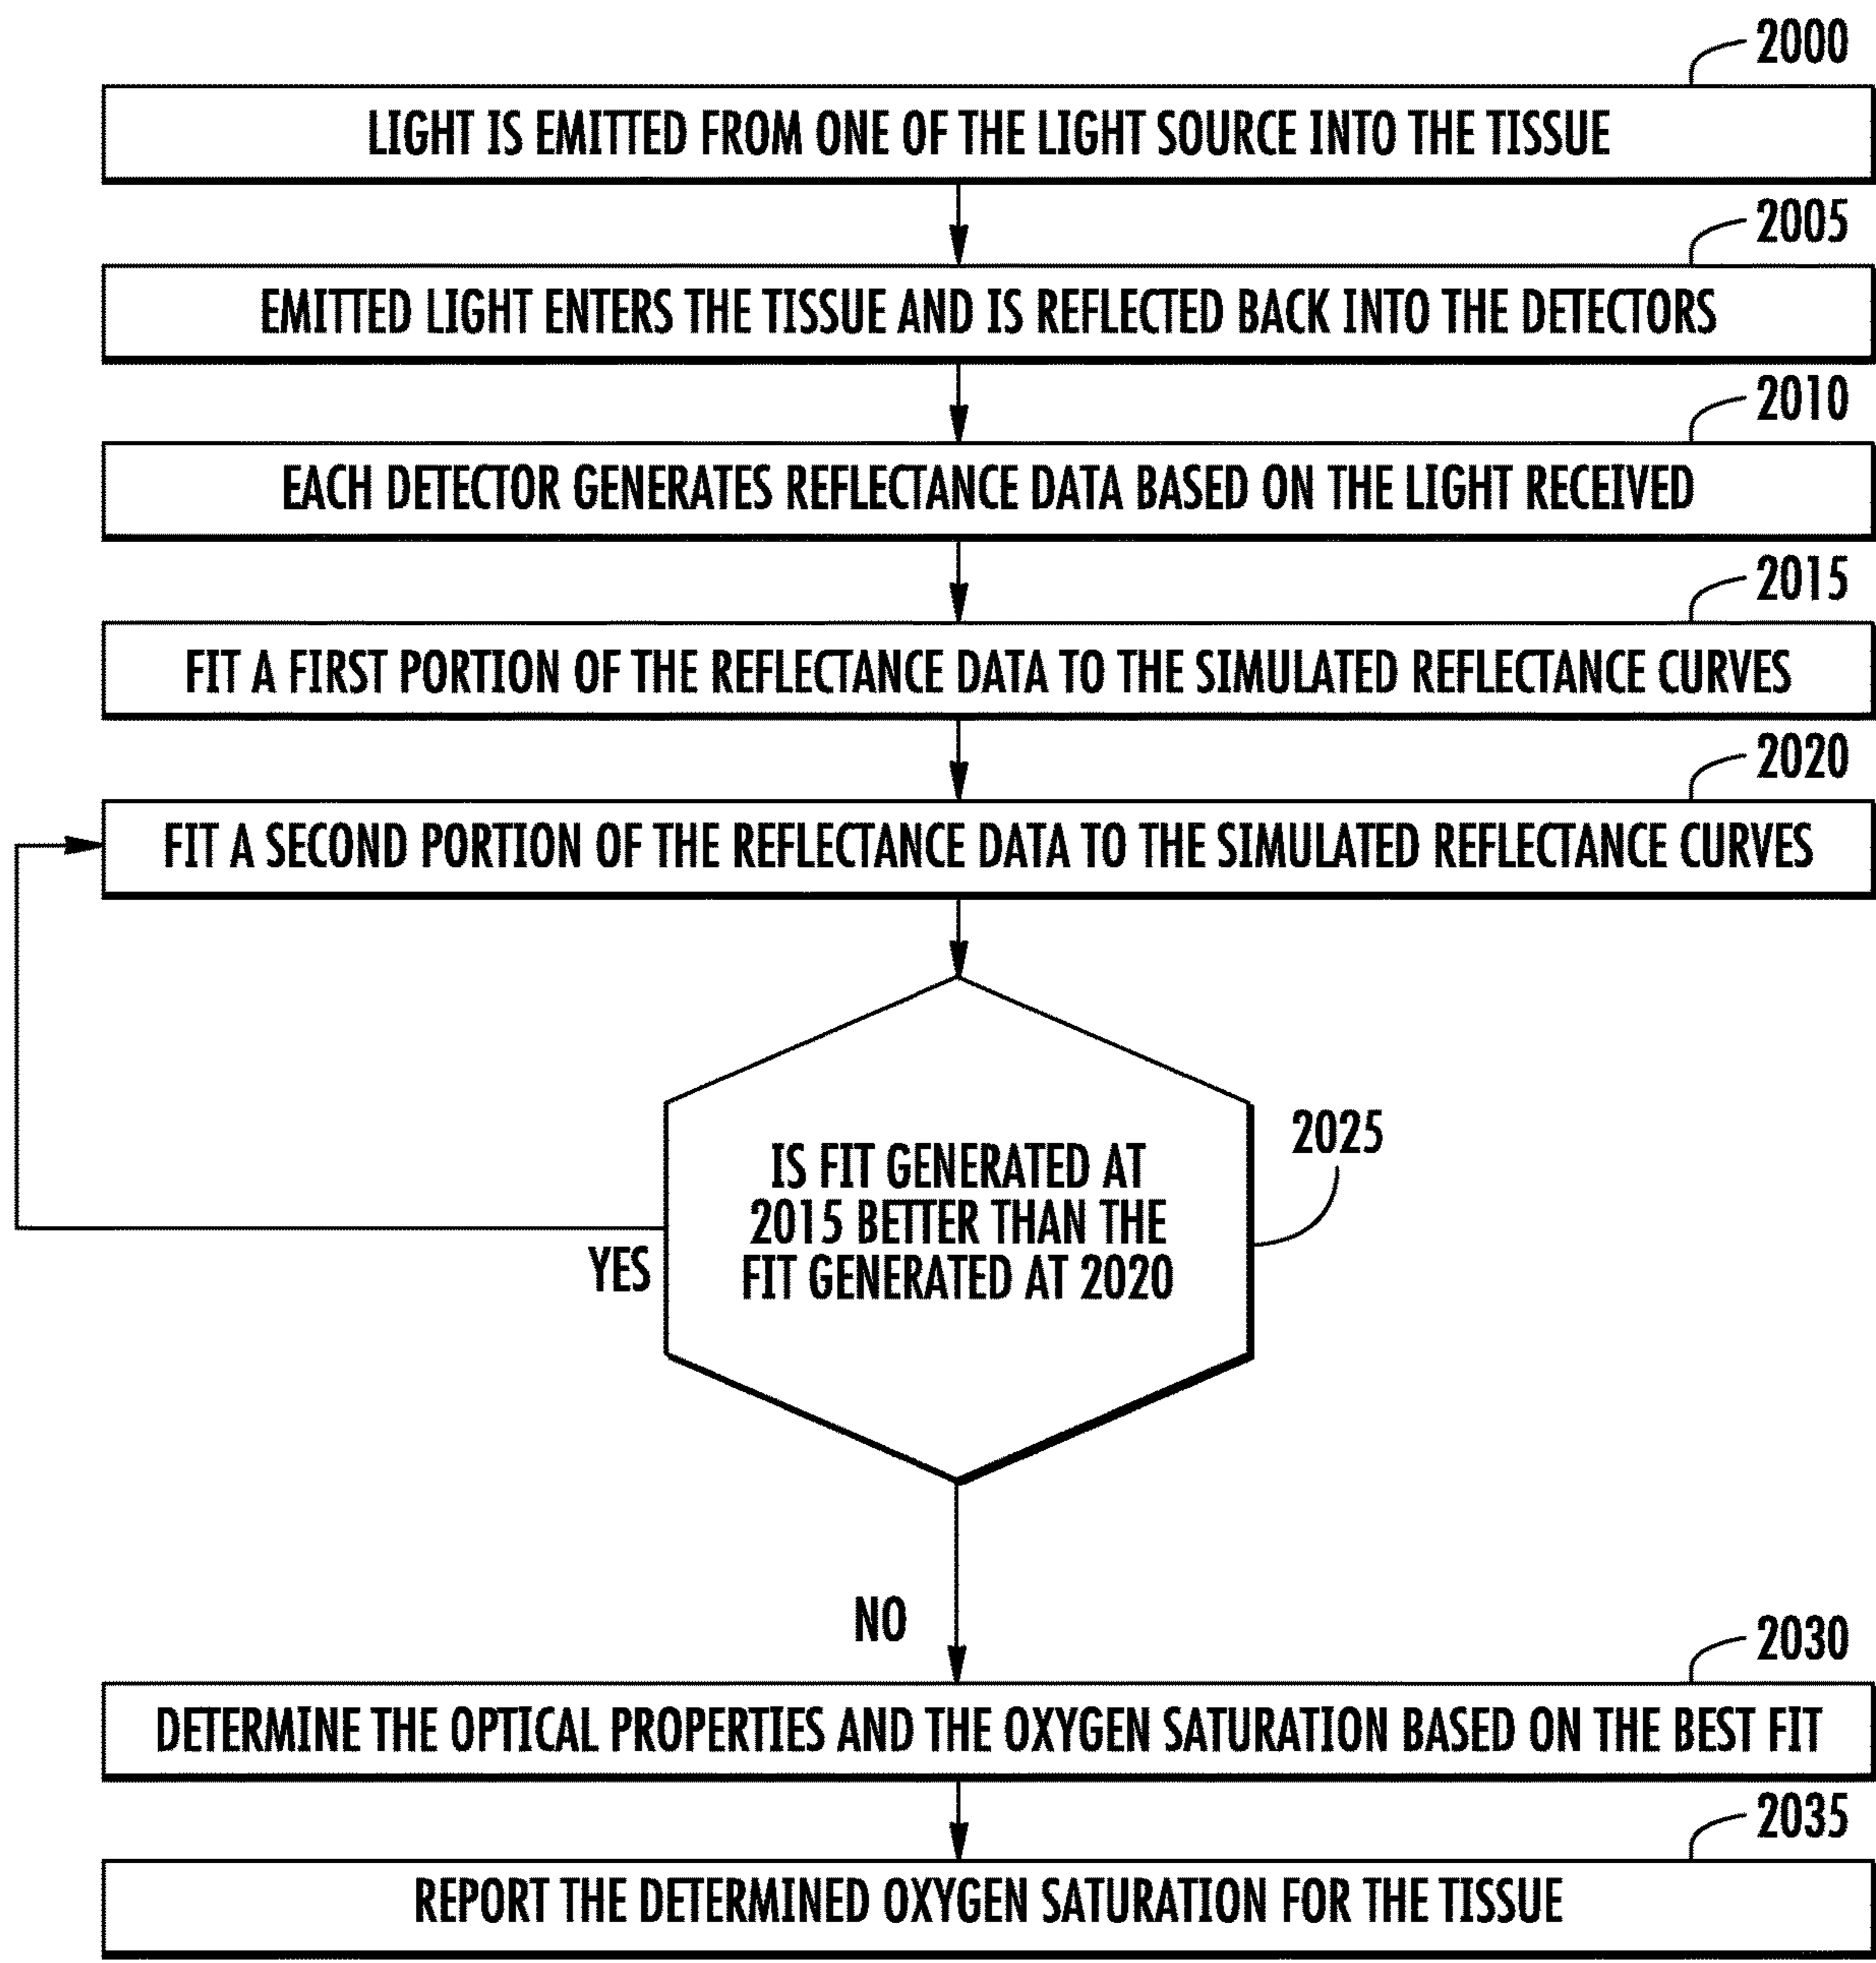 2000
LIGHT IS EMITTED FROM ONE OF THE LIGHT SOURCE INTO THE TISSUE
2005
EMITTED LIGHT ENTERS THE TISSUE AND IS REFLECTED BACK INTO THE DETECTORS
2010
EACH DETECTOR GENERATES REFLECTANCE DATA BASED ON THE LIGHT RECEIVED
2015
FIT A FIRST PORTION OF THE REFLECTANCE DATA TO THE SIMULATED REFLECTANCE CURVES
2020
FIT A SECOND PORTION OF THE REFLECTANCE DATA TO THE SIMULATED REFLECTANCE CURVES
2025
IS FIT GENERATED AT
2015 BETTER THAN THE
FIT GENERATED AT 2020
YES
NO
2030
DETERMINE THE OPTICAL PROPERTIES AND THE OXYGEN SATURATION BASED ON THE BEST FIT
2035
REPORT THE DETERMINED OXYGEN SATURATION FOR THE TISSUE